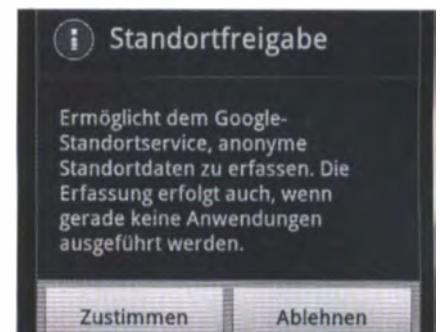 Standortfreigabe
Ermöglicht dem Google-
Standortservice, anonyme
Standortdaten zu erfassen. Die
Erfassung erfolgt auch, wenn
gerade keine Anwendungen
ausgeführt werden.
Zustimmen Ablehnen